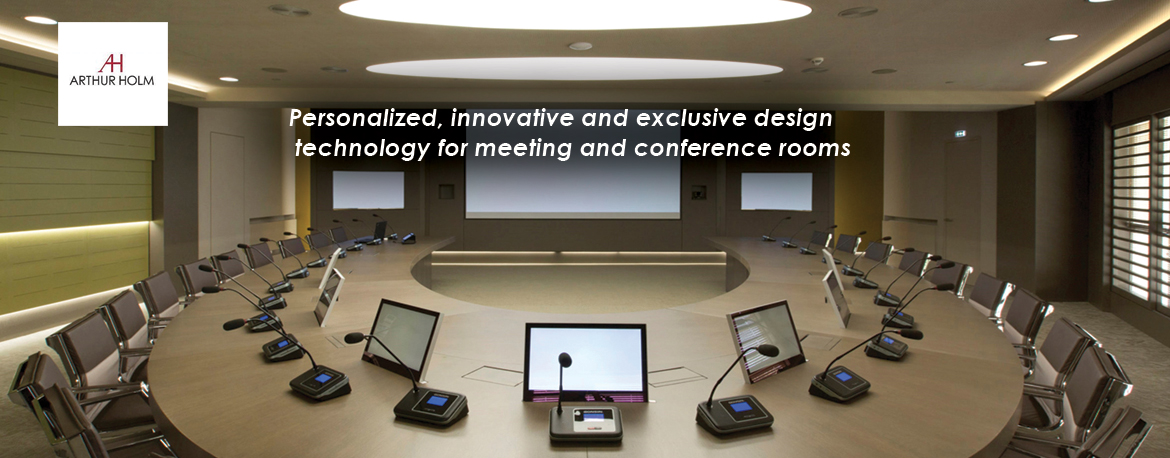 AH
ARTHUR HOLM
Personalized, innovative and exclusive design
technology for meeting and conference rooms